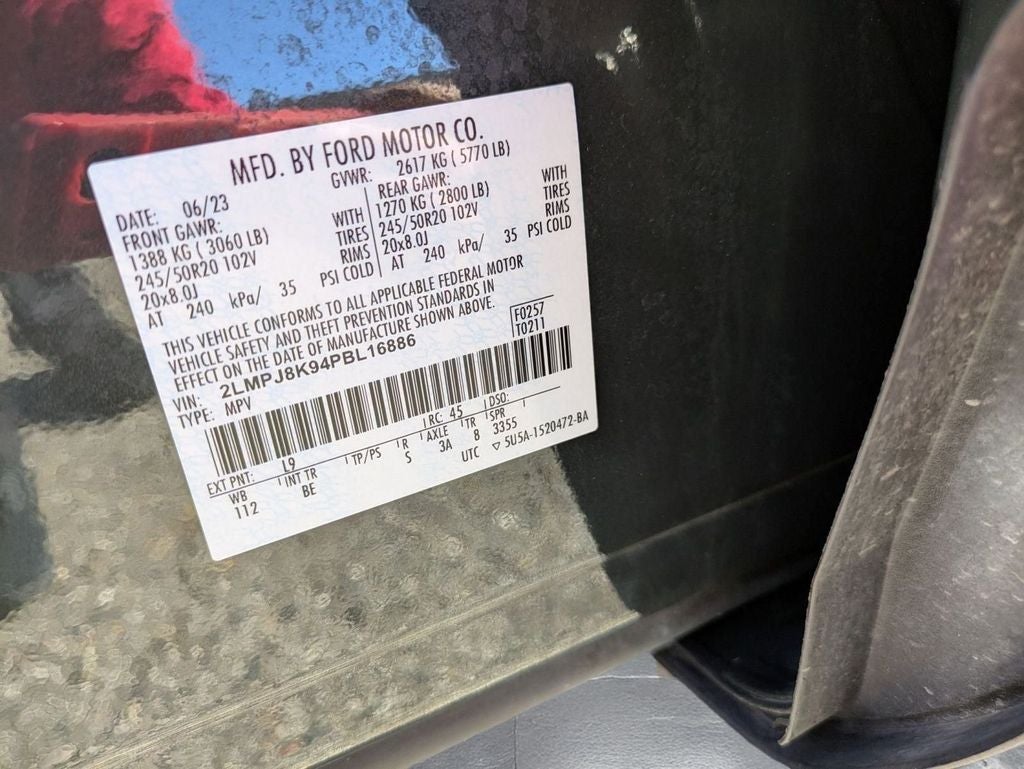 MFD. BY FORD MOTOR CO.
DATE: 06/23 GVWR: 2617 KG ( 5770 LB)
FRONT GAWR: REAR GAWR:
1388 KG ( 3060 LB) WITH 1270 KG ( 2800 LB) WITH
245/50R20 102V TIRES 245/50R20 102V TIRES
20x8.0J RIMS 20x8.0J RIMS
AT 240 kPa/ 35 PSI COLD AT 240 kPa/ 35 PSI COLD
THIS VEHICLE CONFORMS TO ALL APPLICABLE FEDERAL MOTOR
VEHICLE SAFETY AND THEFT PREVENTION STANDARDS IN
EFFECT ON THE DATE OF MANUFACTURE SHOWN ABOVE.
F0257
T0211
VIN: 2LMPJ8K94PBL16886
TYPE: MPV
EXT PNT: L9 RC: 45 DSO:
WB INT TR TP/PS R AXLE TR SPR
112 BE S 3A 8 3355
UTC ▽ 5U5A-1520472-BA